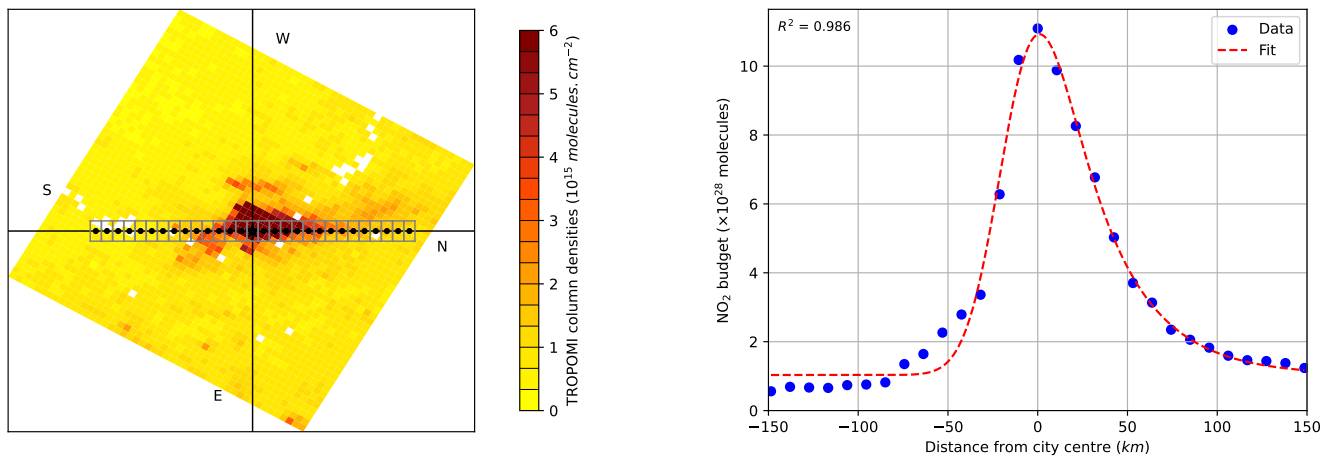 W
S
N
E
6
5
4
3
2
1
0
TROPOMI column densities (10^15 molecules.cm^−2)
R^2 = 0.986
Data
Fit
10
8
6
4
2
0
NO_2 budget (×10^28 molecules)
−150 −100 −50 0 50 100 150
Distance from city centre (km)